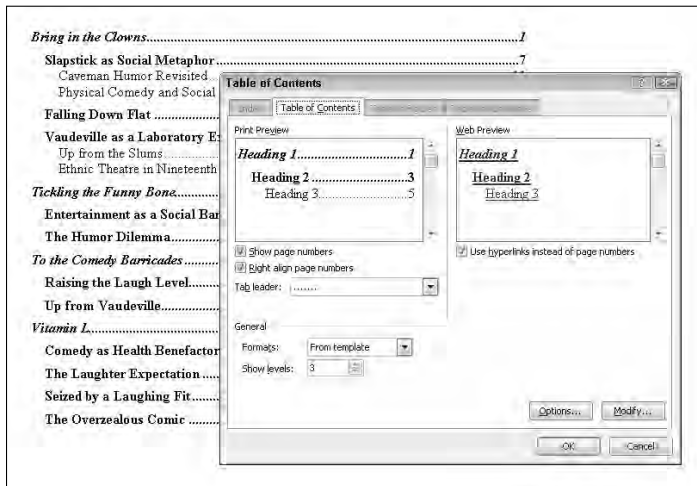 Bring in the Clowns.....1
Slapstick as Social Metaphor.....7
Caveman Humor Revisited
Physical Comedy and Social
Falling Down Flat
Vaudeville as a Laboratory
Up from the Slums
Ethnic Theatre in Nineteenth
Tickling the Funny Bone
Entertainment as a Social
The Humor Dilemma
To the Comedy Barricades
Raising the Laugh Level
Up from Vaudeville
Vitamin L
Comedy as Health Benefactor
The Laughter Expectation
Seized by a Laughing Fit
The Overzealous Comic
Table of Contents
Table of Contents
Print Preview
Heading 1.....1
Heading 2.....3
Heading 3.....5
Show page numbers
Right align page numbers
Tab leader: .......
Web Preview
Heading 1
Heading 2
Heading 3
Use hyperlinks instead of page numbers
General
Formats: From template
Show levels: 3
Options... Modify...
OK Cancel